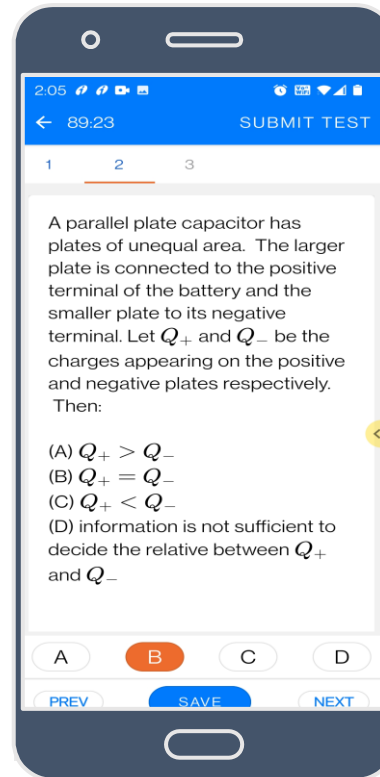 2:05
89:23 SUBMIT TEST
1 2 3
A parallel plate capacitor has
plates of unequal area. The larger
plate is connected to the positive
terminal of the battery and the
smaller plate to its negative
terminal. Let Q₊ and Q₋ be the
charges appearing on the positive
and negative plates respectively.
Then:
(A) Q₊ > Q₋
(B) Q₊ = Q₋
(C) Q₊ < Q₋
(D) information is not sufficient to
decide the relative between Q₊
and Q₋
A B C D
PREV SAVE NEXT